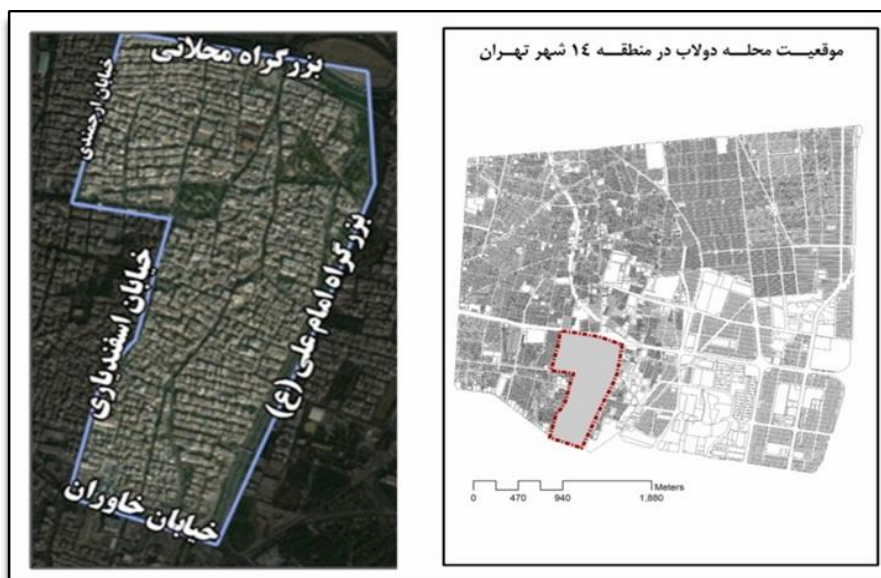 موقعیت محله دولاب در منطقه ١٤ شهر تهران
بزرگراه محلاتی
خیابان ارجمندی
بزرگراه امام علی (ع)
خیابان اسفندیاری
خیابان خاوران
Meters
0 470 940 1,880